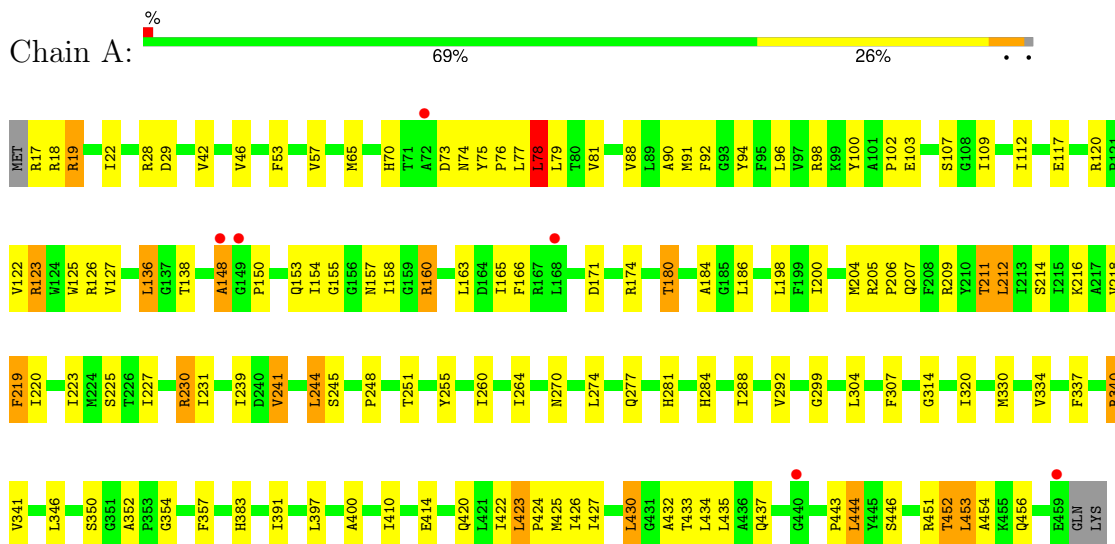 %
Chain A:
69% 26% • •
MET R17 R18 R19 I22 R28 D29 V42 V46 F53 V57 M65 H70 T71 A72 D73 N74 Y75 P76 L77 L78 L79 T80 V81 V88 L89 A90 M91 F92 G93 Y94 F95 L96 V97 R98 K99 Y100 A101 P102 E103 S107 G108 I109 I112 E117 R120
V122 R123 W124 W125 R126 V127 L136 G137 T138 A148 G149 P150 Q153 I154 G155 G156 N157 I158 G159 R160 L163 D164 I165 F166 R167 L168 D171 R174 T180 A184 G185 L186 L198 F199 I200 M204 R205 P206 Q207 F208 R209 Y210 T211 L212 I213 S214 I215 K216 A217 V218
F219 I220 I223 M224 S225 T226 I227 R230 I231 I239 D240 V241 L244 S245 P248 T251 Y255 I260 I264 N270 L274 Q277 H281 H284 I288 V292 G299 L304 F307 G314 I320 M330 V334 F337
V341 L346 S350 G351 A352 P353 G354 F357 H383 I391 L397 A400 I410 E414 Q420 L421 I422 L423 P424 M425 I426 I427 L430 G431 A432 T433 L434 L435 A436 Q437 G440 P443 L444 Y445 S446 R451 T452 L453 A454 K455 Q456 E459 GLN LYS